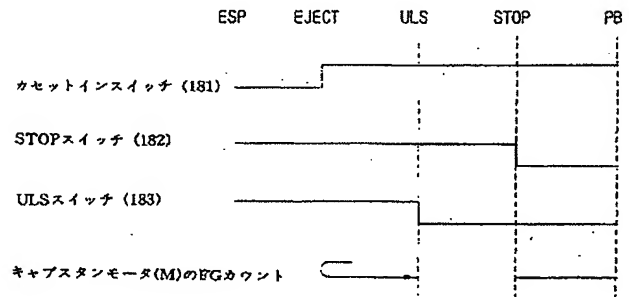 ESP EJECT ULS STOP PB
カセットインスイッチ (181)
STOPスイッチ (182)
ULSスイッチ (183)
キャプスタンモータ(M)のFGカウント